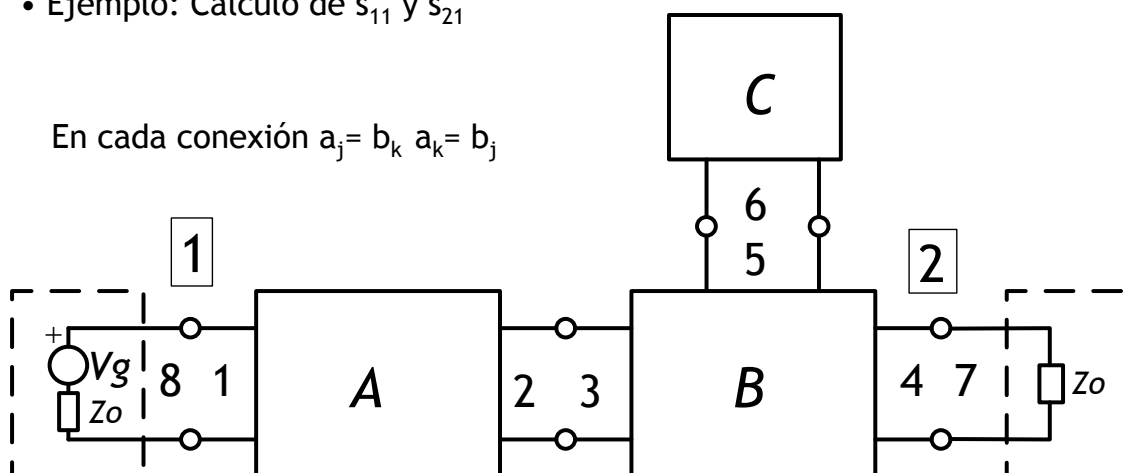 • Ejemplo: Cálculo de s11 y s21
C
En cada conexión aj= bk ak= bj
6
1
5
2
+
Vg
8 1
A
2 3
B
4 7
Zo
Zo